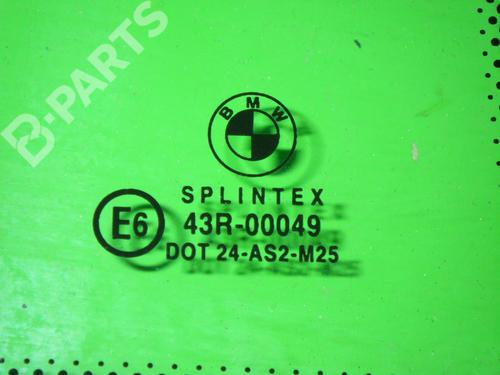 B-PARTS
BMW
SPLINTEX
E6
43R-00049
DOT 24-AS2-M25